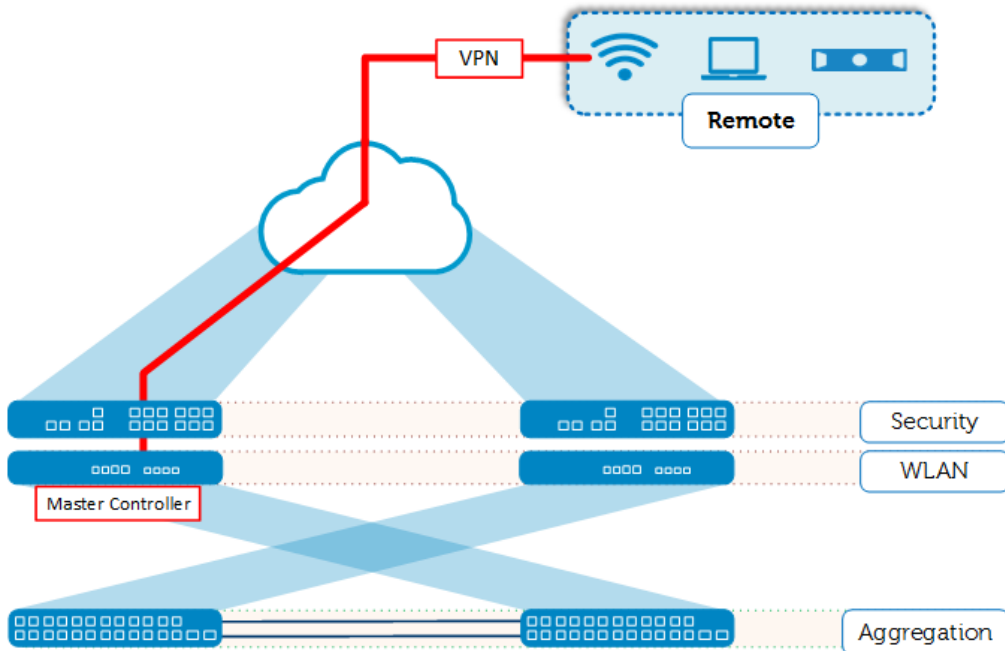 VPN
Remote
Security
WLAN
Master Controller
Aggregation